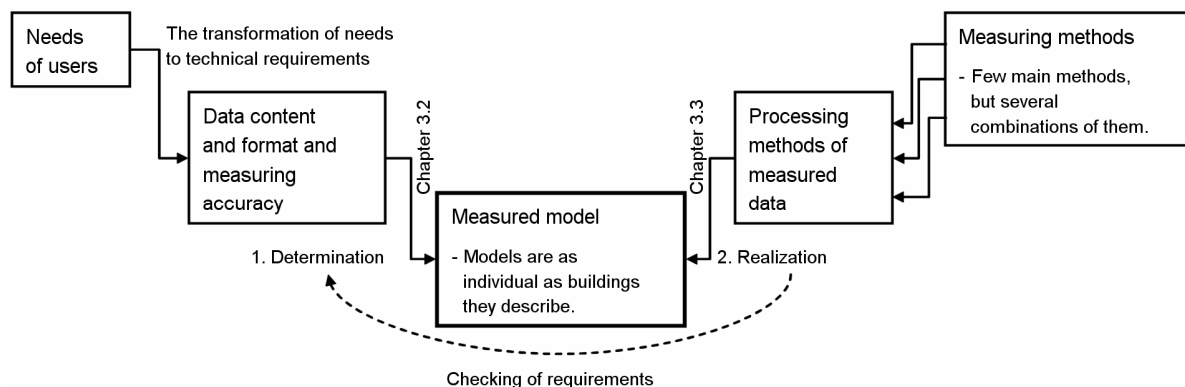 Needs
of users
The transformation of needs
to technical requirements
Data content
and format and
measuring
accuracy
Chapter 3.2
Measured model
- Models are as
individual as buildings
they describe.
Chapter 3.3
Processing
methods of
measured
data
Measuring methods
- Few main methods,
but several
combinations of them.
1. Determination
2. Realization
Checking of requirements